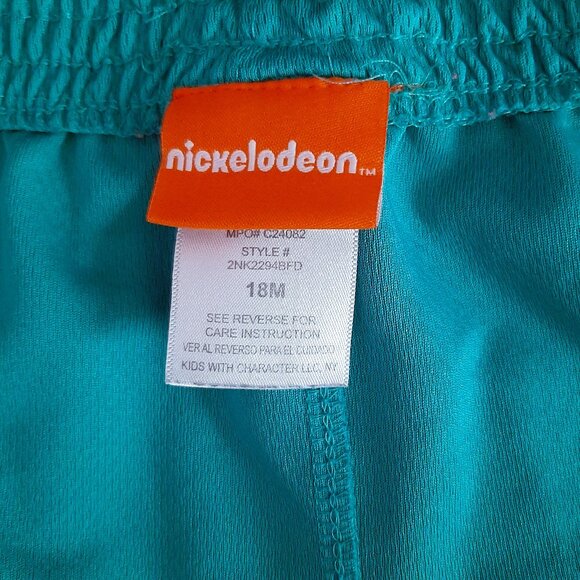 nickelodeon™
MPO# C24082
STYLE #
2NK2294BFD
18M
SEE REVERSE FOR
CARE INSTRUCTION
VER AL REVERSO PARA EL CUIDADO
KIDS WITH CHARACTER LLC, NY